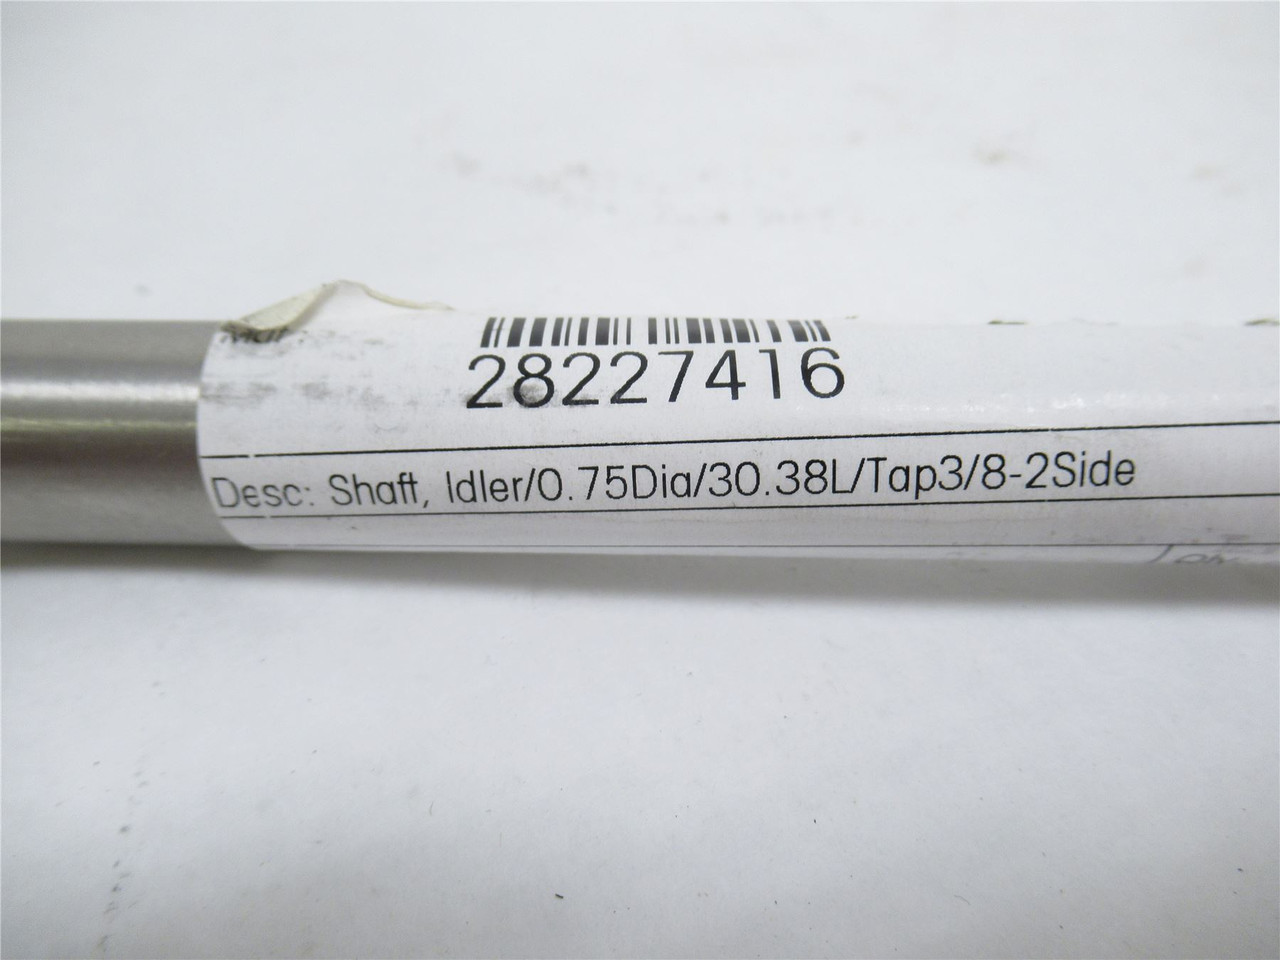 28227416
Desc: Shaft, Idler/0.75Dia/30.38L/Tap3/8-2Side